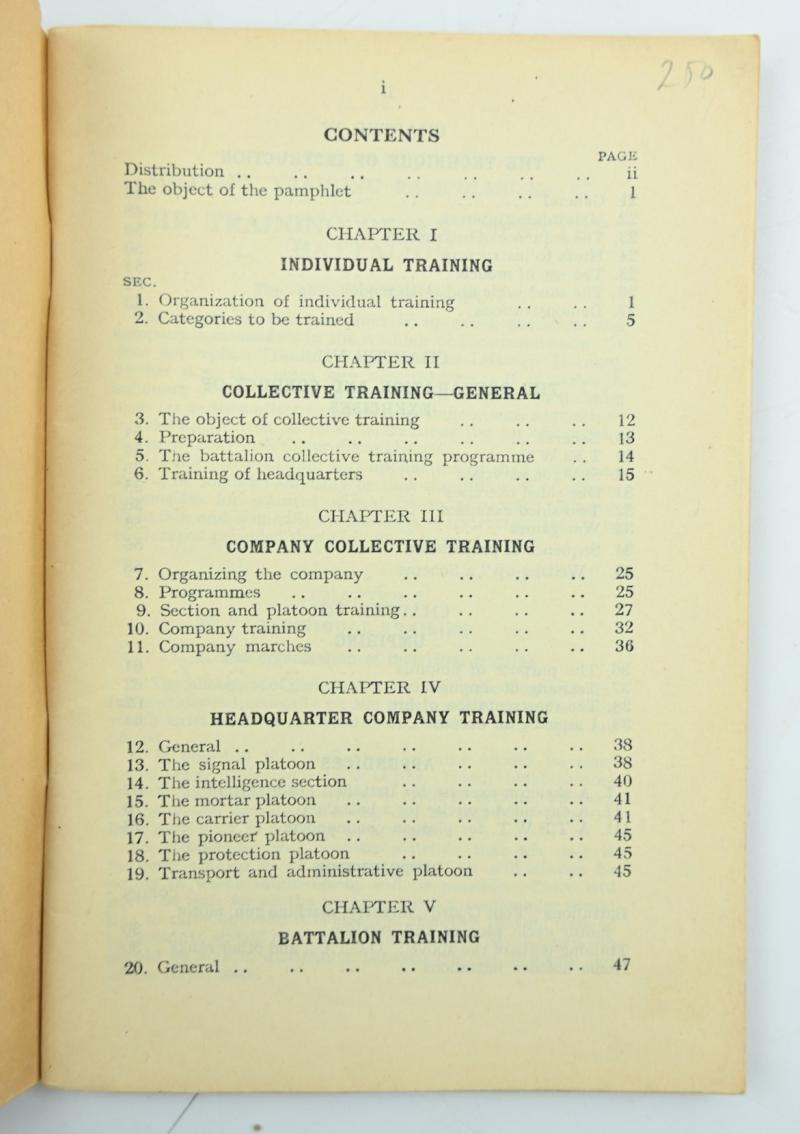 250
i
CONTENTS
PAGE
Distribution .. .. .. .. .. .. .. ii
The object of the pamphlet .. .. .. .. 1
CHAPTER I
INDIVIDUAL TRAINING
SEC.
1. Organization of individual training .. .. 1
2. Categories to be trained .. .. .. .. 5
CHAPTER II
COLLECTIVE TRAINING—GENERAL
3. The object of collective training .. .. .. 12
4. Preparation .. .. .. .. .. .. 13
5. The battalion collective training programme .. 14
6. Training of headquarters .. .. .. .. 15
CHAPTER III
COMPANY COLLECTIVE TRAINING
7. Organizing the company .. .. .. .. 25
8. Programmes .. .. .. .. .. .. 25
9. Section and platoon training .. .. .. .. 27
10. Company training .. .. .. .. .. 32
11. Company marches .. .. .. .. .. 36
CHAPTER IV
HEADQUARTER COMPANY TRAINING
12. General .. .. .. .. .. .. .. 38
13. The signal platoon .. .. .. .. .. 38
14. The intelligence section .. .. .. .. 40
15. The mortar platoon .. .. .. .. .. 41
16. The carrier platoon .. .. .. .. .. 41
17. The pioneer platoon .. .. .. .. .. 45
18. The protection platoon .. .. .. .. 45
19. Transport and administrative platoon .. .. 45
CHAPTER V
BATTALION TRAINING
20. General .. .. .. .. .. .. .. 47